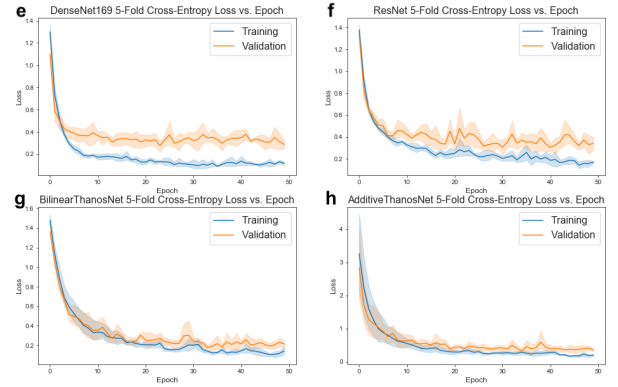 e DenseNet169 5-Fold Cross-Entropy Loss vs. Epoch
Training
Validation
Loss
1.4
1.2
1.0
0.8
0.6
0.4
0.2
0 10 20 30 40 50
Epoch
f ResNet 5-Fold Cross-Entropy Loss vs. Epoch
Training
Validation
Loss
1.4
1.2
1.0
0.8
0.6
0.4
0.2
0 10 20 30 40 50
Epoch
g BilinearThanosNet 5-Fold Cross-Entropy Loss vs. Epoch
Training
Validation
Loss
1.4
1.2
1.0
0.8
0.6
0.4
0.2
0 10 20 30 40 50
Epoch
h AdditiveThanosNet 5-Fold Cross-Entropy Loss vs. Epoch
Training
Validation
Loss
4
3
2
1
0
0 10 20 30 40 50
Epoch